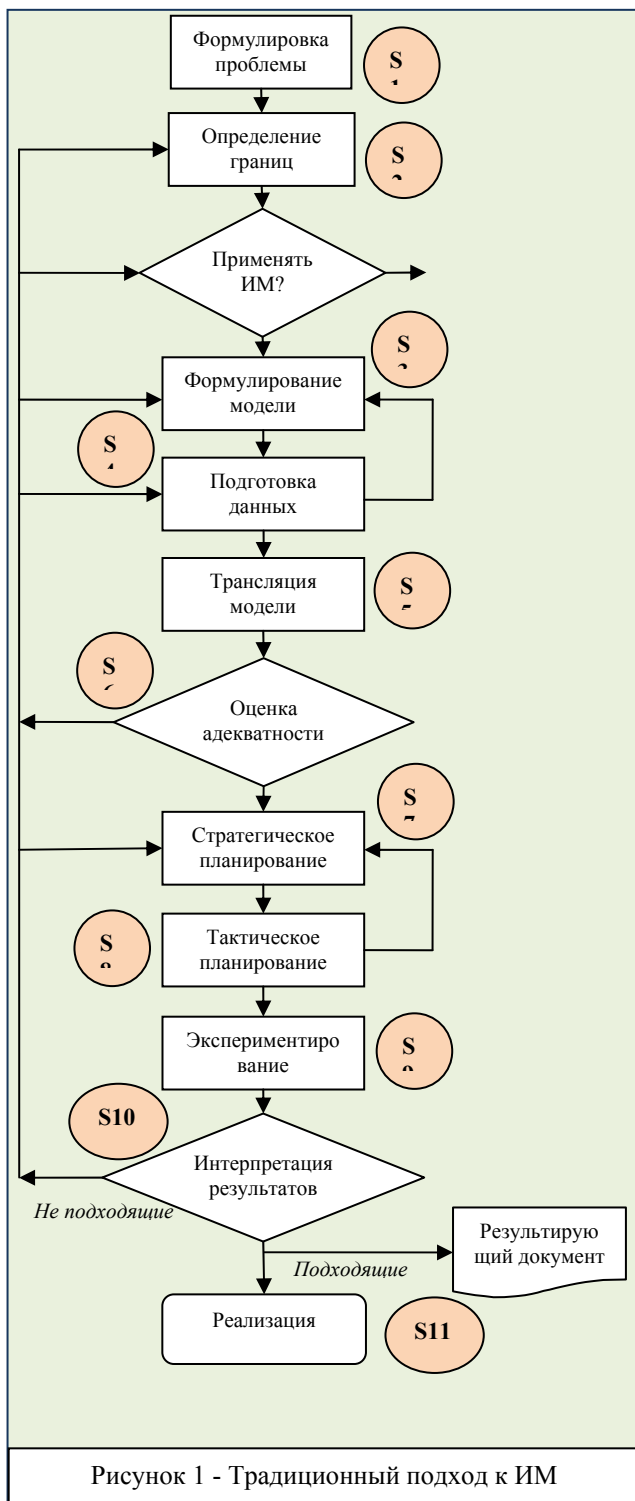 Формулировка
проблемы
S
Определение
границ
S
Применять
ИМ?
S
Формулирование
модели
S
Подготовка
данных
Трансляция
модели
S
S
Оценка
адекватности
S
Стратегическое
планирование
S
Тактическое
планирование
Экспериментиро
вание
S
S10
Интерпретация
результатов
Не подходящие
Подходящие
Результирую
щий документ
Реализация
S11
Рисунок 1 - Традиционный подход к ИМ